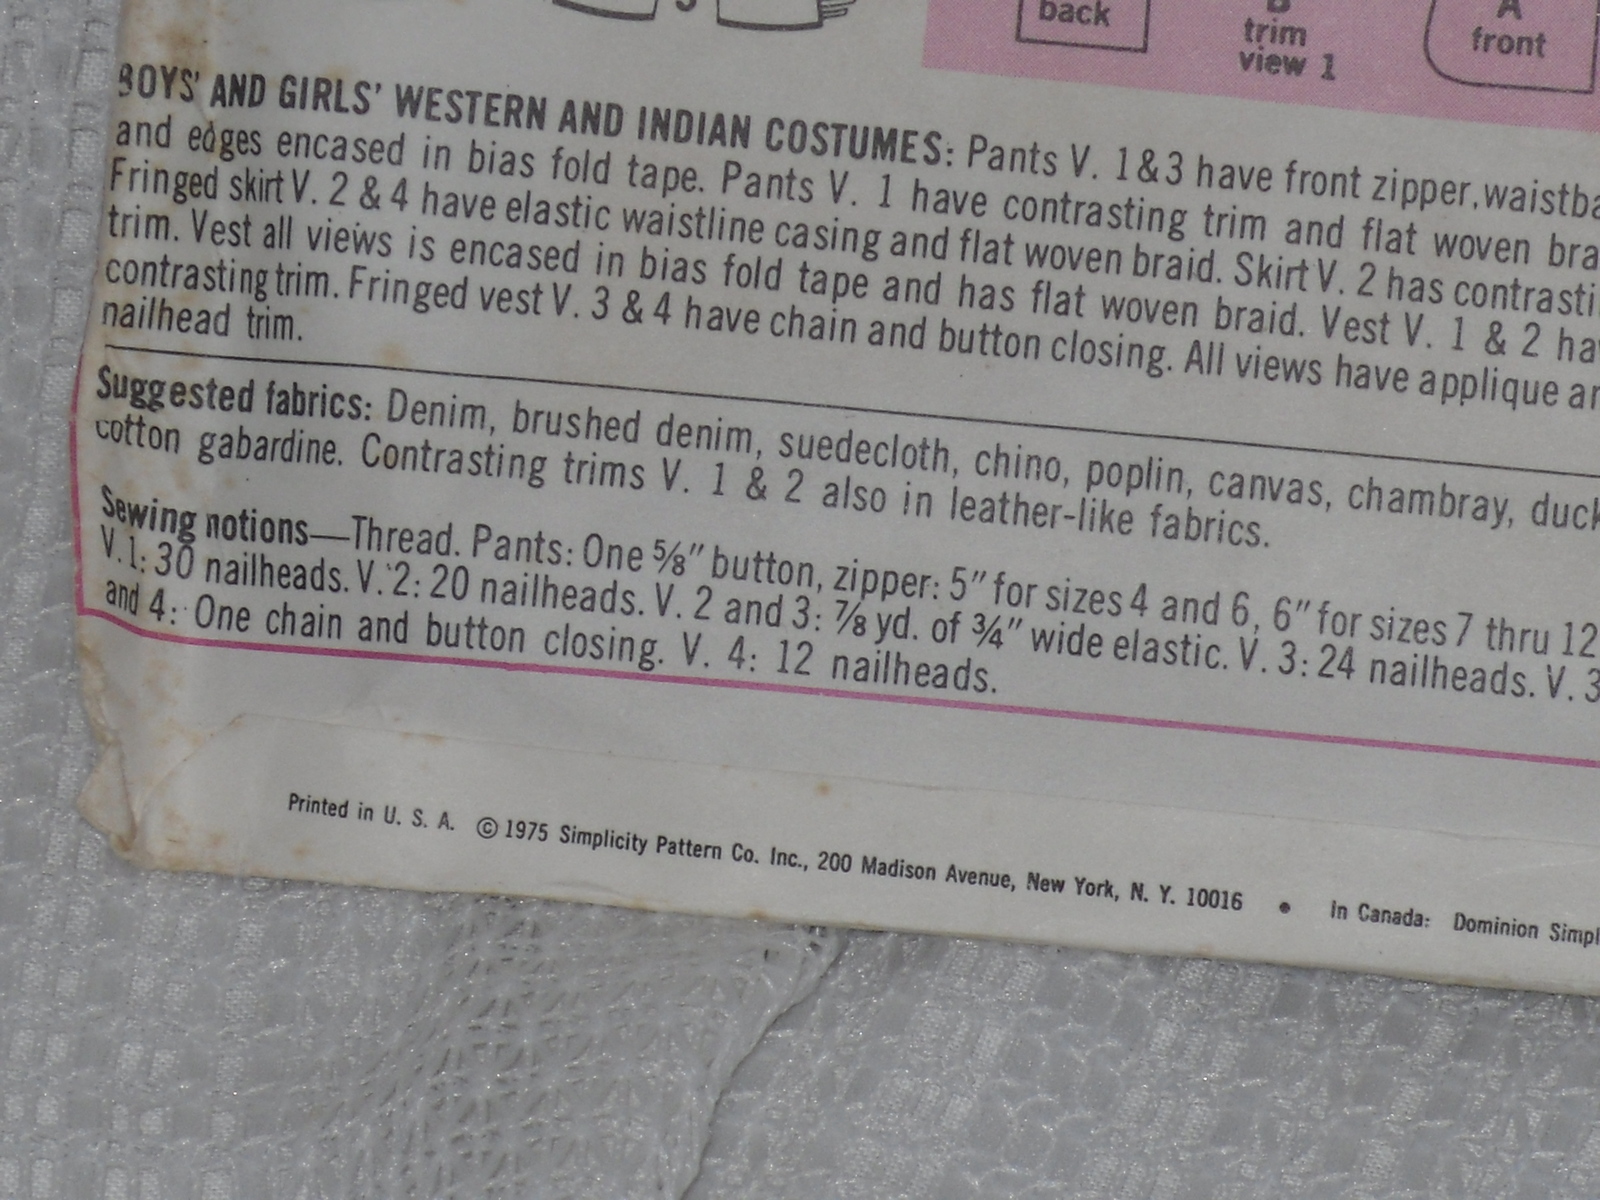 back
B
trim
view 1
A
front
BOYS' AND GIRLS' WESTERN AND INDIAN COSTUMES: Pants V. 1&3 have front zipper, waistba
and edges encased in bias fold tape. Pants V. 1 have contrasting trim and flat woven bra
Fringed skirt V. 2 & 4 have elastic waistline casing and flat woven braid. Skirt V. 2 has contrasti
trim. Vest all views is encased in bias fold tape and has flat woven braid. Vest V. 1 & 2 ha
contrasting trim. Fringed vest V. 3 & 4 have chain and button closing. All views have applique an
nailhead trim.
Suggested fabrics: Denim, brushed denim, suedecloth, chino, poplin, canvas, chambray, duck
cotton gabardine. Contrasting trims V. 1 & 2 also in leather-like fabrics.
Sewing notions—Thread. Pants: One ⅝" button, zipper: 5" for sizes 4 and 6, 6" for sizes 7 thru 12
V. 1: 30 nailheads. V. 2: 20 nailheads. V. 2 and 3: ⅞ yd. of ¾" wide elastic. V. 3: 24 nailheads. V. 3
and 4: One chain and button closing. V. 4: 12 nailheads.
Printed in U. S. A. © 1975 Simplicity Pattern Co. Inc., 200 Madison Avenue, New York, N. Y. 10016 • In Canada: Dominion Simpl